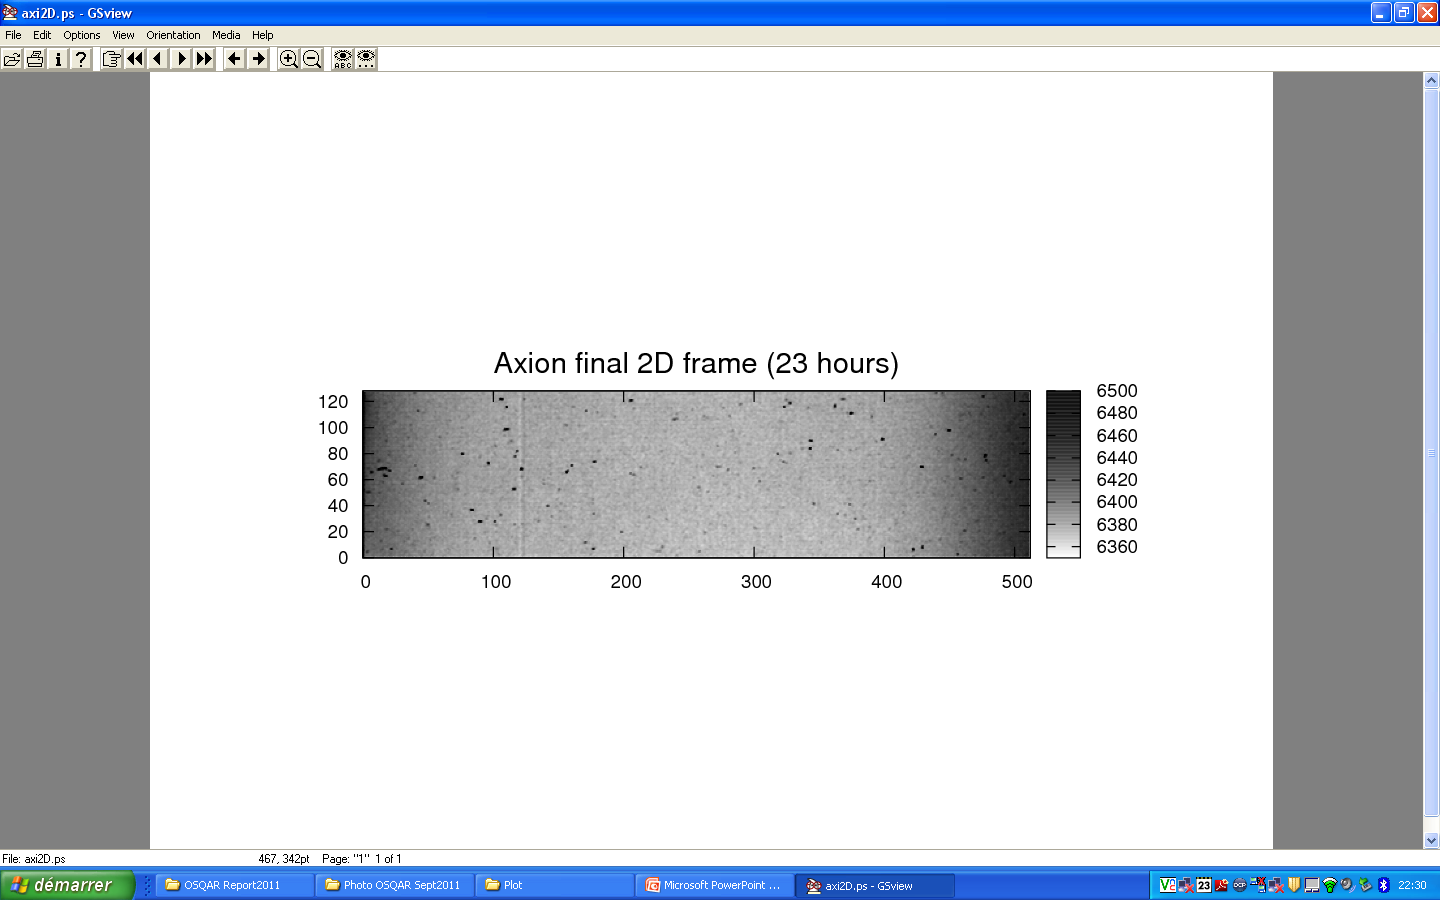 axi2D.ps - GSview
File Edit Options View Orientation Media Help
Axion final 2D frame (23 hours)
120
100
80
60
40
20
0
0 100 200 300 400 500
6500
6480
6460
6440
6420
6400
6380
6360
File: axi2D.ps 467, 342pt Page: "1" 1 of 1
démarrer OSQAR Report2011 Photo OSQAR Sept2011 Plot Microsoft PowerPoint ... axi2D.ps - GSview 23 22:30